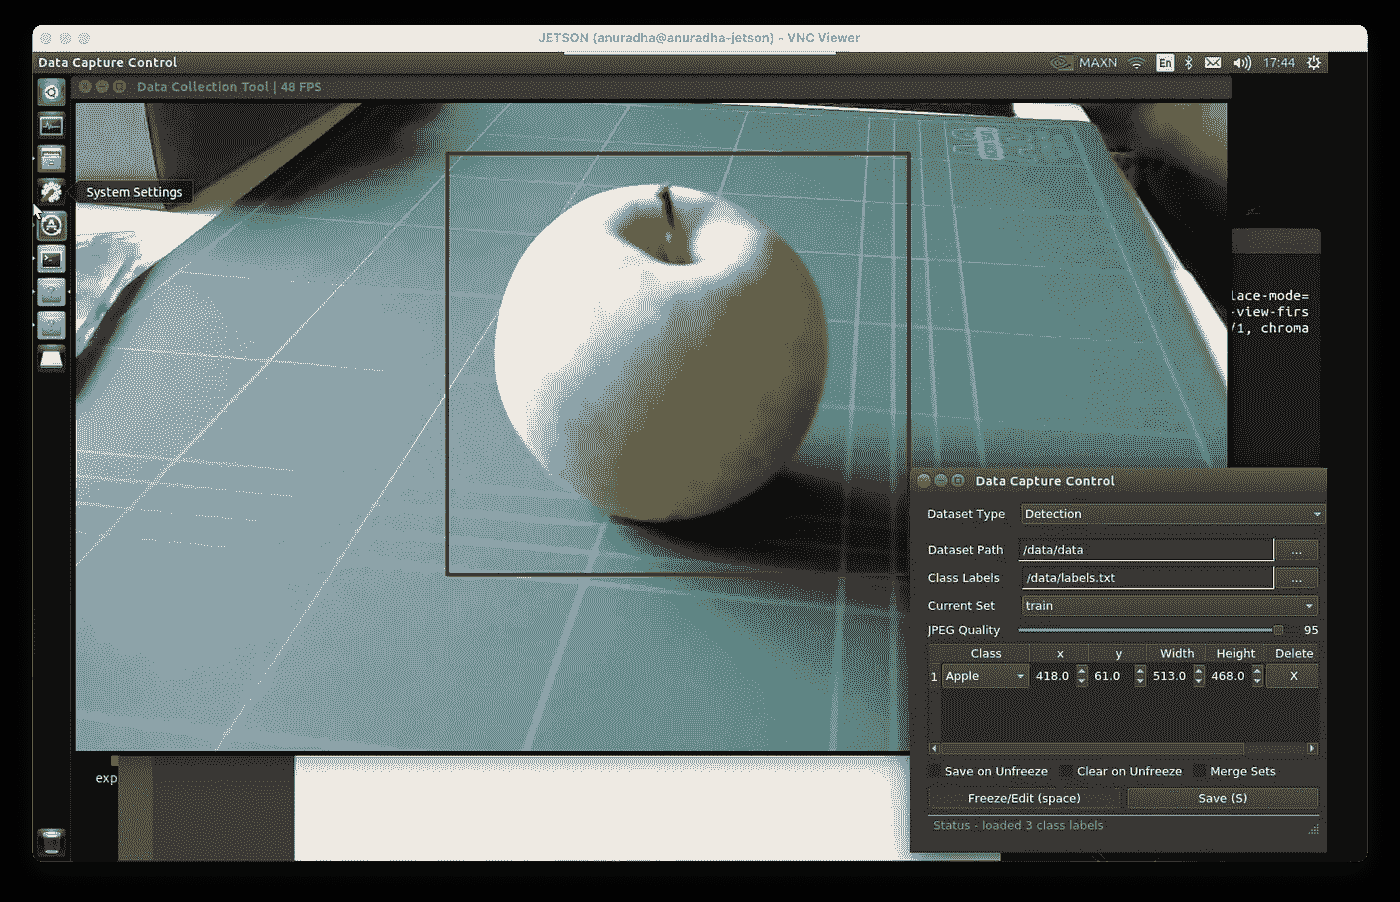 JETSON (anuradha@anuradha-jetson) - VNC Viewer
Data Capture Control
MAXN
En
17:44
Data Collection Tool | 48 FPS
System Settings
lace-mode=
-view-firs
/1, chroma
exp
Data Capture Control
Dataset Type Detection
Dataset Path /data/data ...
Class Labels /data/labels.txt ...
Current Set train
JPEG Quality 95
Class x y Width Height Delete
1 Apple 418.0 61.0 513.0 468.0 X
Save on Unfreeze Clear on Unfreeze Merge Sets
Freeze/Edit (space) Save (S)
Status - loaded 3 class labels